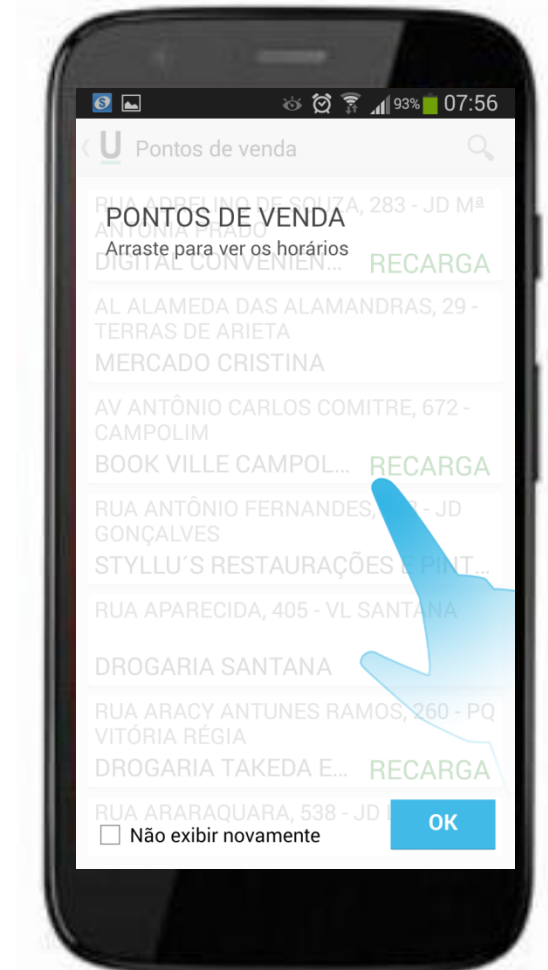 93% 07:56
U Pontos de venda
RUA ADRELINO DE SOUZA, 283 - JD Mª
ANTONIA PRADO
PONTOS DE VENDA
Arraste para ver os horários
DIGITAL CONVENIEN... RECARGA
AL ALAMEDA DAS ALAMANDRAS, 29 -
TERRAS DE ARIETA
MERCADO CRISTINA
AV ANTÔNIO CARLOS COMITRE, 672 -
CAMPOLIM
BOOK VILLE CAMPOL... RECARGA
RUA ANTÔNIO FERNANDES, - JD
GONÇALVES
STYLLU´S RESTAURAÇÕES E PINT...
RUA APARECIDA, 405 - VL SANTANA
DROGARIA SANTANA
RUA ARACY ANTUNES RAMOS, 260 - PQ
VITÓRIA RÉGIA
DROGARIA TAKEDA E... RECARGA
RUA ARARAQUARA, 538 - JD
Não exibir novamente
OK